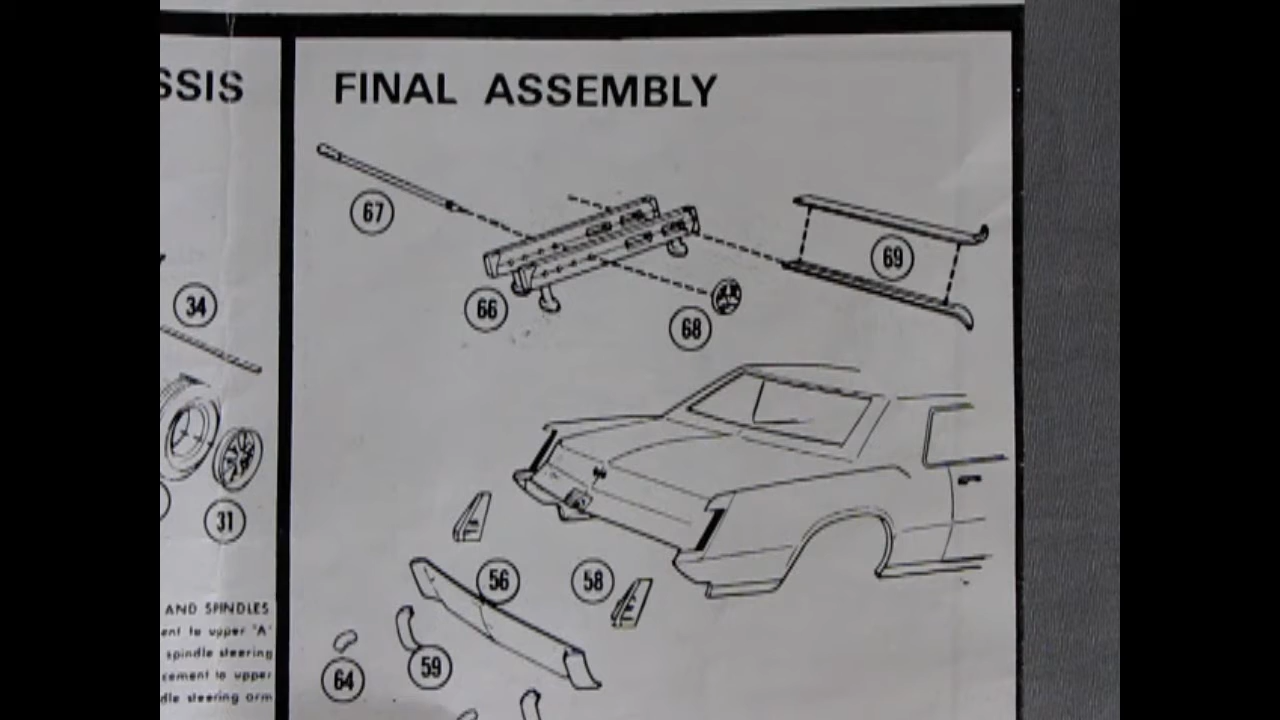 SSIS
FINAL ASSEMBLY
67
69
66
68
34
31
56
58
59
64
AND SPINDLES
ent to upper "A"
spindle steering
cement to upper
dle steering arm